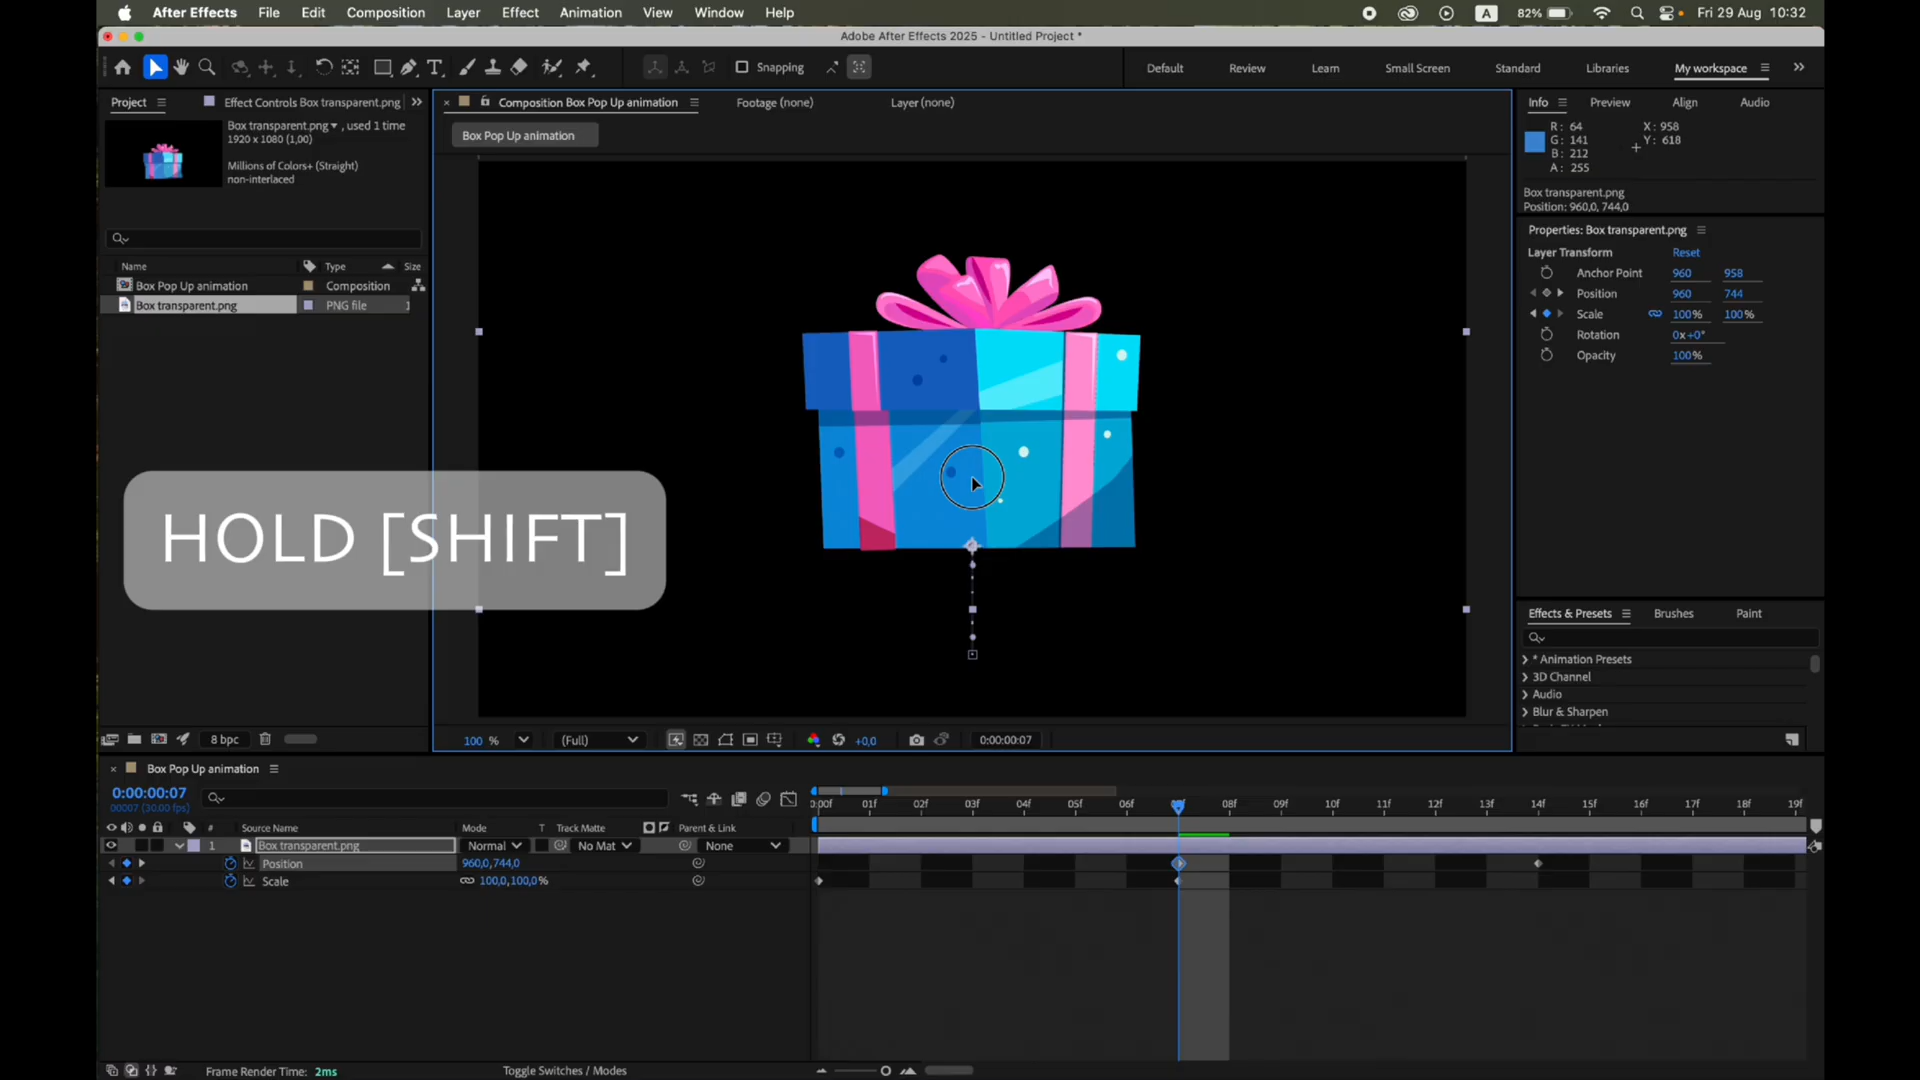 After Effects File Edit Composition Layer Effect Animation View Window Help A 82% Fri 29 Aug 10:32
Adobe After Effects 2025 - Untitled Project *
T Snapping Default Review Learn Small Screen Standard Libraries My workspace
Project Effect Controls Box transparent.png
Composition Box Pop Up animation Footage (none) Layer (none)
Info Preview Align Audio
Box transparent.png , used 1 time
1920 x 1080 (1,00)
Millions of Colors+ (Straight)
non-interlaced
Box Pop Up animation
R: 64 X: 958
G: 141 Y: 618
B: 212
A: 255
Box transparent.png
Position: 960,0, 744,0
Properties: Box transparent.png
Layer Transform Reset
Anchor Point 960 958
Position 960 744
Scale 100% 100%
Rotation 0x+0°
Opacity 100%
Name Type Size
Box Pop Up animation Composition
Box transparent.png PNG file 1
HOLD [SHIFT]
Effects & Presets Brushes Paint
* Animation Presets
3D Channel
Audio
Blur & Sharpen
8 bpc
100 % (Full) +0,0 0:00:00:07
Box Pop Up animation
0:00:00:07
00007 (30.00 fps)
0:00f 01f 02f 03f 04f 05f 06f 08f 09f 10f 11f 12f 13f 14f 15f 16f 17f 18f 19f
# Source Name Mode T Track Matte Parent & Link
1 Box transparent.png Normal No Mat None
Position 960,0,744,0
Scale 100,0,100,0%
Frame Render Time: 2ms Toggle Switches / Modes